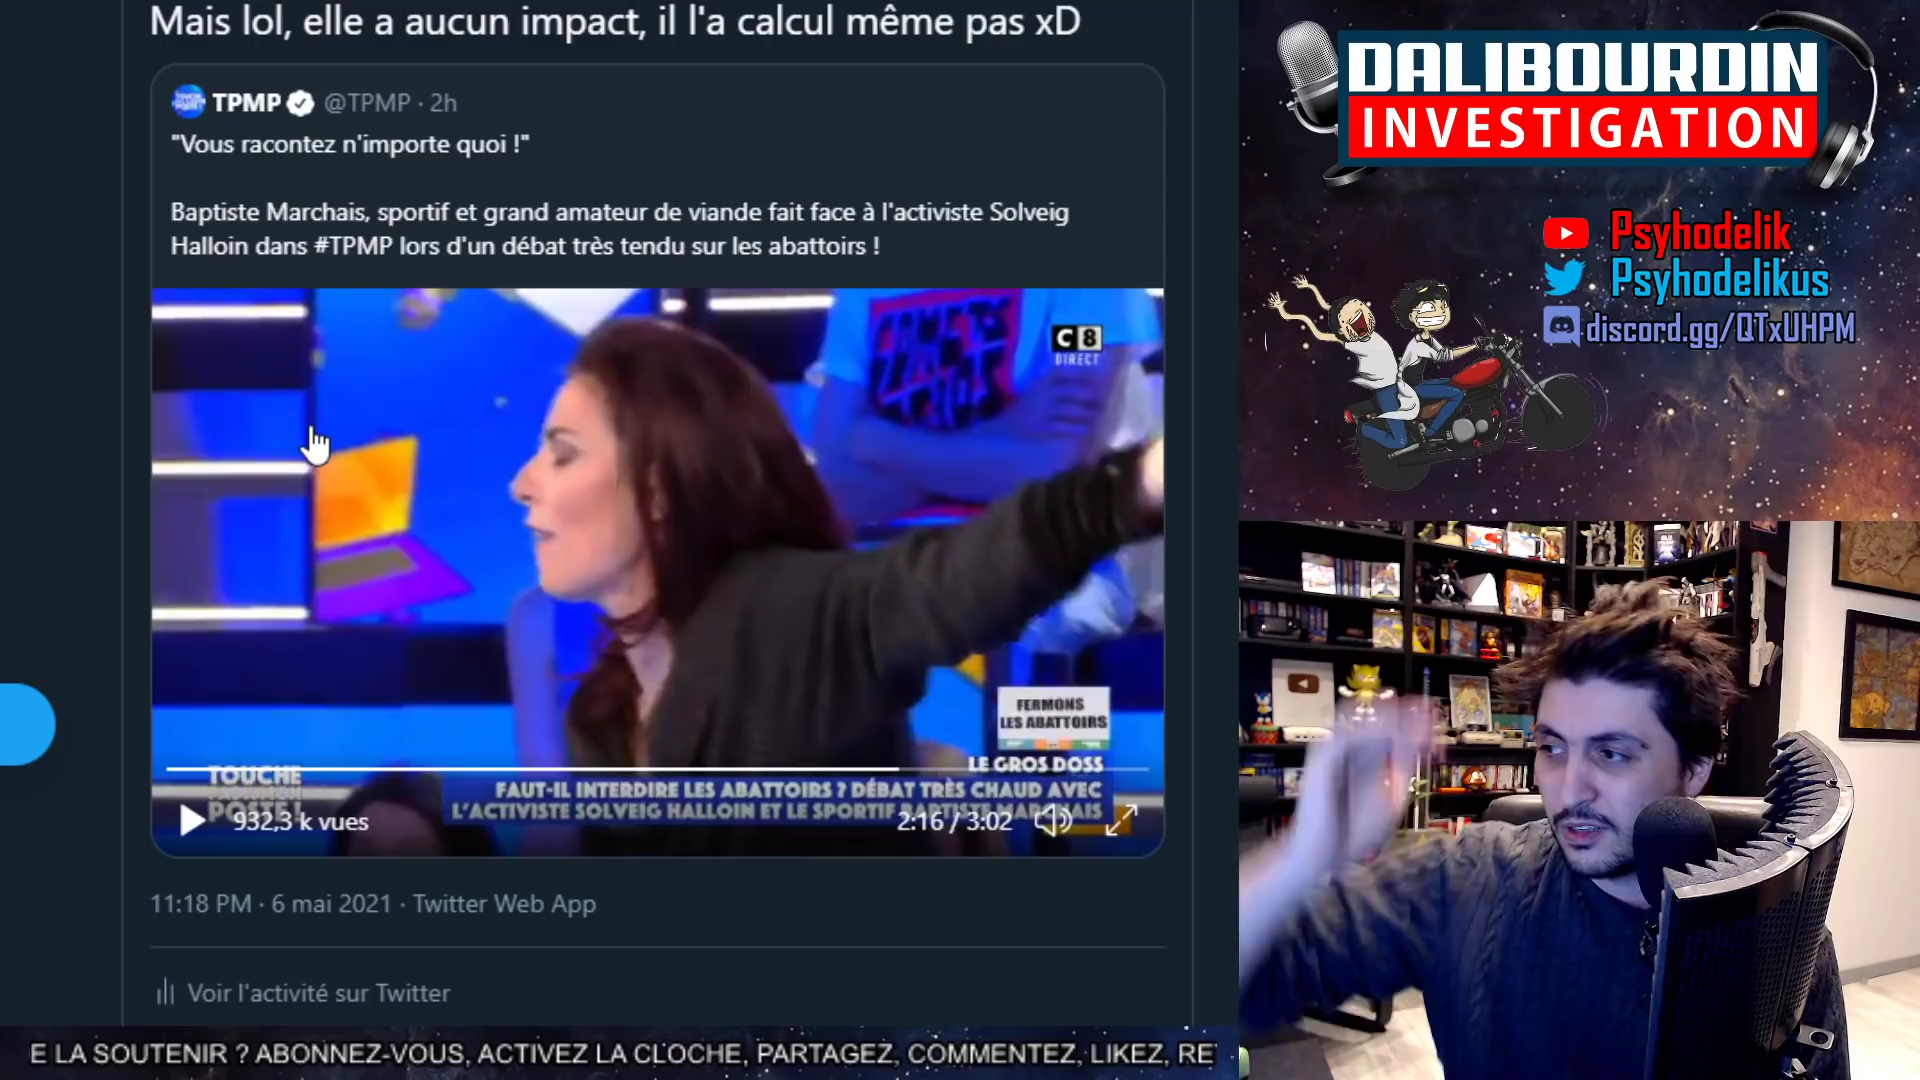 Mais lol, elle a aucun impact, il l'a calcul même pas xD
TPMP @TPMP · 2h
"Vous racontez n'importe quoi !"
Baptiste Marchais, sportif et grand amateur de viande fait face à l'activiste Solveig
Halloin dans #TPMP lors d'un débat très tendu sur les abattoirs !
C8
DIRECT
FERMONS
LES ABATTOIRS
LE GROS DOSS
TOUCHE
POSTE!
FAUT-IL INTERDIRE LES ABATTOIRS ? DÉBAT TRÈS CHAUD AVEC
L'ACTIVISTE SOLVEIG HALLOIN ET LE SPORTIF BAPTISTE MARCHAIS
932,3 k vues
2:16 / 3:02
11:18 PM · 6 mai 2021 · Twitter Web App
Voir l'activité sur Twitter
E LA SOUTENIR ? ABONNEZ-VOUS, ACTIVEZ LA CLOCHE, PARTAGEZ, COMMENTEZ, LIKEZ, RE
DALIBOURDIN
INVESTIGATION
Psyhodelik
Psyhodelikus
discord.gg/QTxUHPM